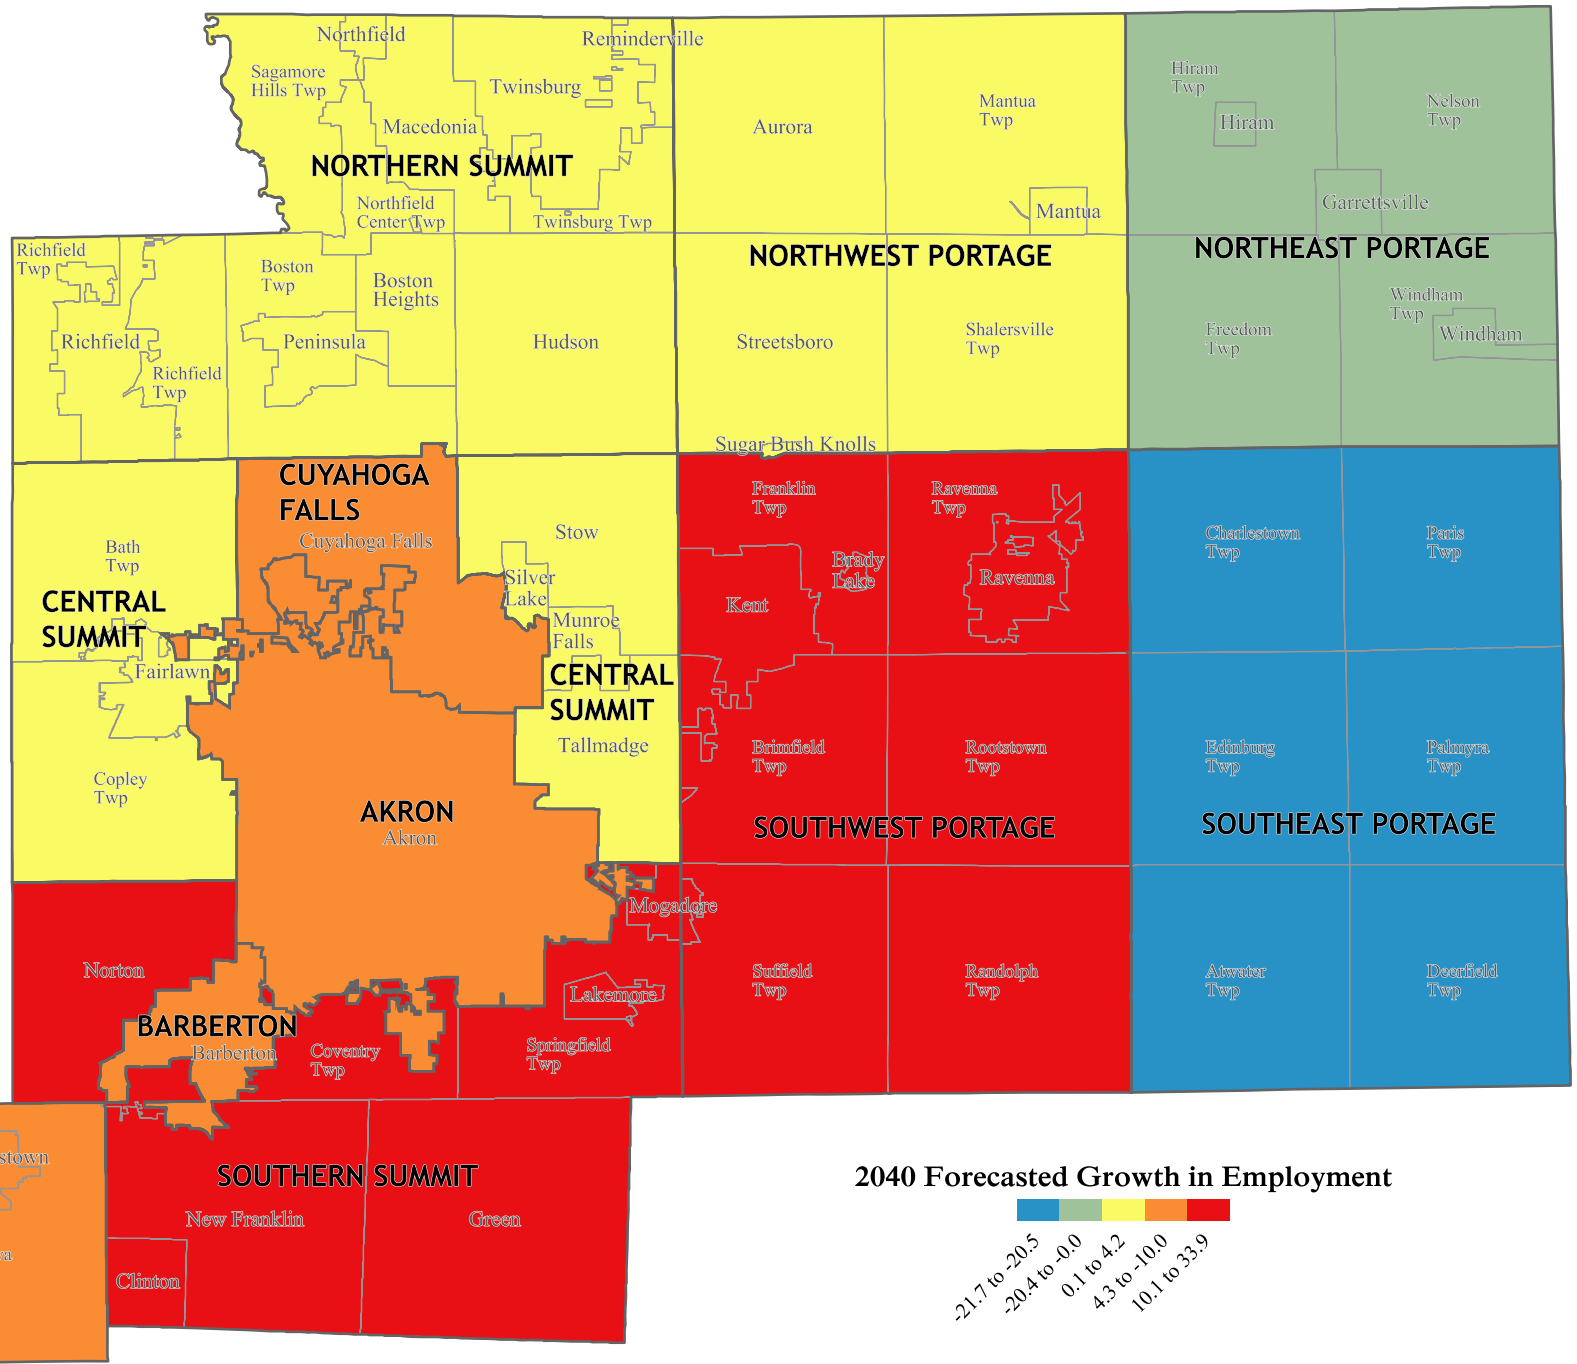 Northfield
Reminderville
Sagamore
Hills Twp
Twinsburg
Macedonia
NORTHERN SUMMIT
Northfield
Center Twp
Twinsburg Twp
Aurora
Mantua
Twp
Mantua
Hiram
Twp
Hiram
Nelson
Twp
Garrettsville
NORTHWEST PORTAGE
NORTHEAST PORTAGE
Richfield
Twp
Boston
Twp
Boston
Heights
Richfield
Peninsula
Hudson
Richfield
Twp
Streetsboro
Shalersville
Twp
Freedom
Twp
Windham
Twp
Windham
Sugar Bush Knolls
CUYAHOGA
FALLS
Cuyahoga Falls
Bath
Twp
CENTRAL
SUMMIT
Fairlawn
Copley
Twp
Stow
Silver
Lake
Munroe
Falls
CENTRAL
SUMMIT
Tallmadge
Franklin
Twp
Ravenna
Twp
Brady
Lake
Kent
Ravenna
Charlestown
Twp
Paris
Twp
Brimfield
Twp
Rootstown
Twp
Edinburg
Twp
Palmyra
Twp
AKRON
Akron
SOUTHWEST PORTAGE
SOUTHEAST PORTAGE
Mogadore
Norton
Lakemore
Suffield
Twp
Randolph
Twp
Atwater
Twp
Deerfield
Twp
BARBERTON
Barberton
Coventry
Twp
Springfield
Twp
stown
SOUTHERN SUMMIT
New Franklin
Green
Clinton
va
2040 Forecasted Growth in Employment
-21.7 to -20.5
-20.4 to -0.0
0.1 to 4.2
4.3 to -10.0
10.1 to 33.9